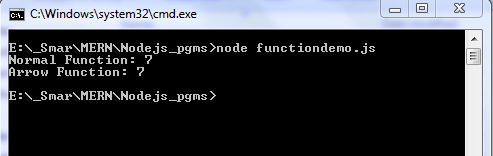 C:\Windows\system32\cmd.exe
E:\_Smar\MERN\Nodejs_pgms>node functiondemo.js
Normal Function: 7
Arrow Function: 7
E:\_Smar\MERN\Nodejs_pgms>